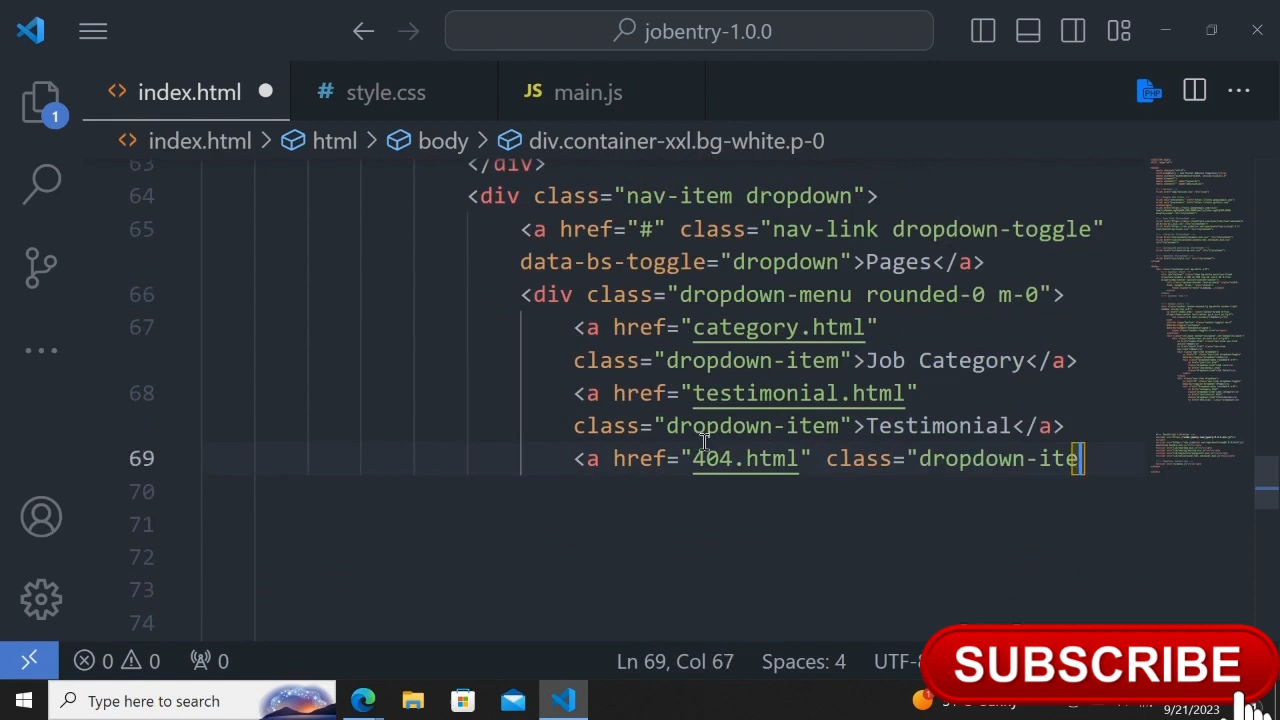 jobentry-1.0.0
index.html
style.css
JS main.js
index.html > html > body > div.container-xxl.bg-white.p-0
63 </div>
64 <div class="nav-item dropdown">
65 <a href="#" class="nav-link dropdown-toggle"
data-bs-toggle="dropdown">Pages</a>
66 <div class="dropdown-menu rounded-0 m-0">
67 <a href="category.html"
class="dropdown-item">Job Category</a>
68 <a href="testimonial.html"
class="dropdown-item">Testimonial</a>
69 <a href="404.html" class="dropdown-ite
70
71
72
73
74
1
PHP
0 0 0
Ln 69, Col 67 Spaces: 4
SUBSCRIBE
Type here to search
9/21/2023